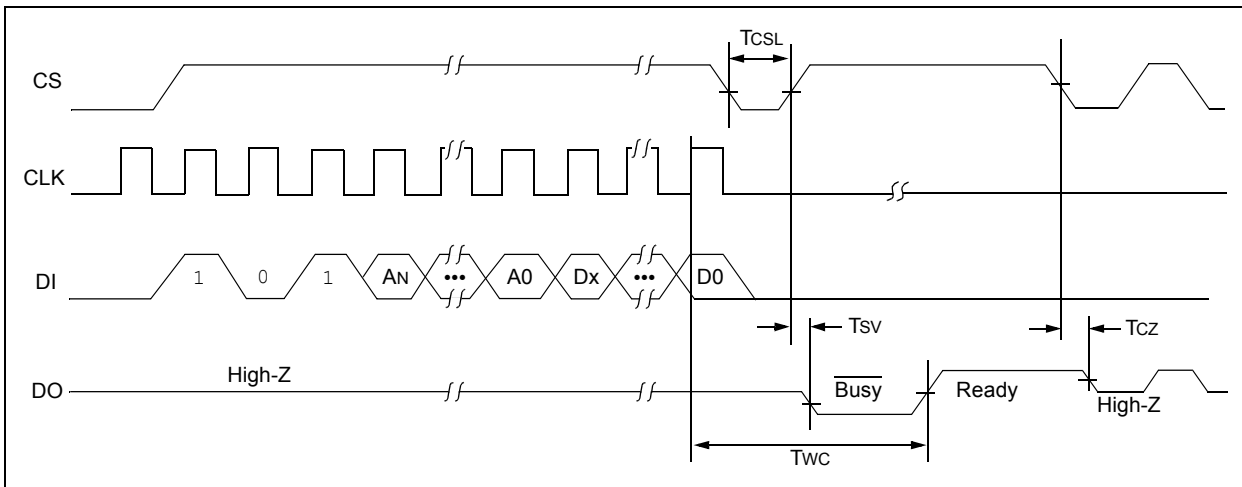 TCSL
CS
CLK
DI
1 0 1 AN ••• A0 Dx ••• D0
TSV
TCZ
DO
High-Z
Busy
Ready
High-Z
TWC